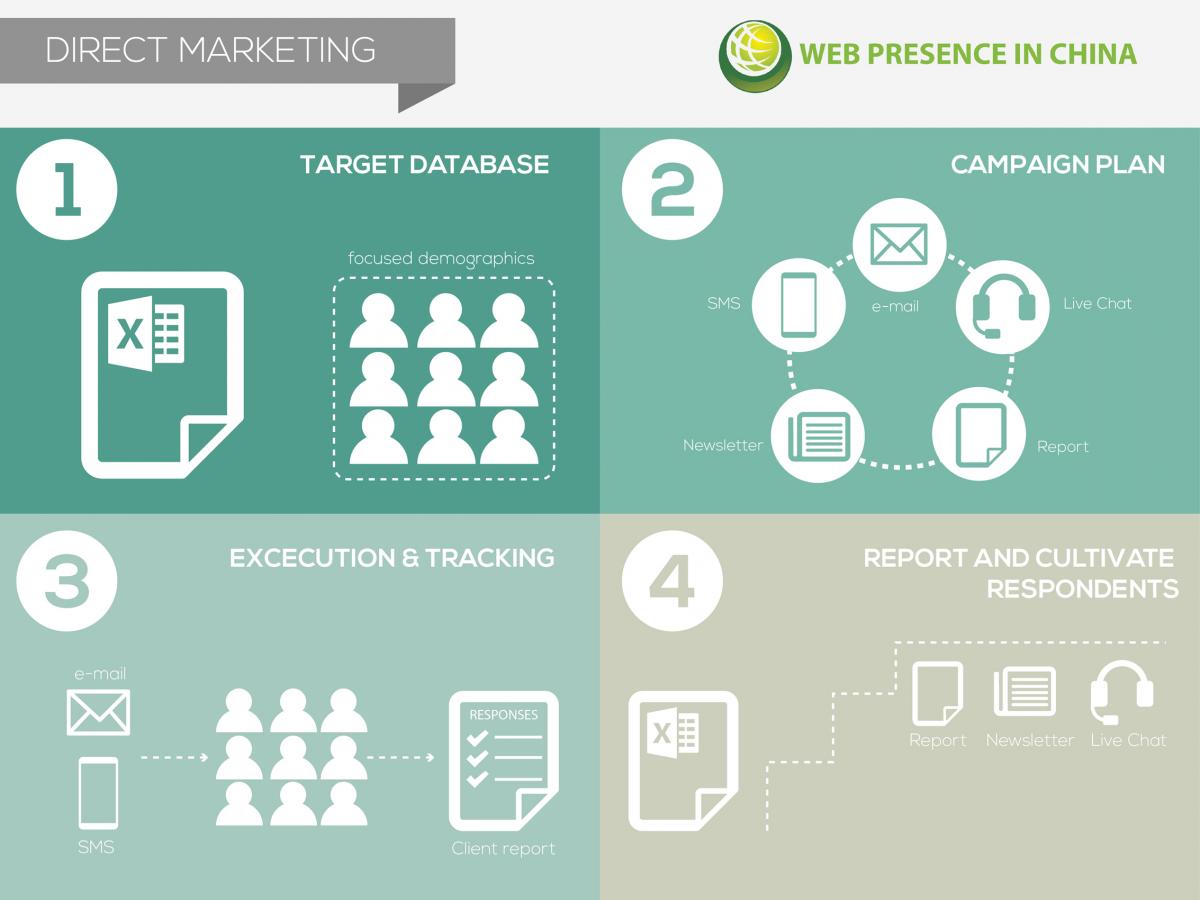 DIRECT MARKETING
WEB PRESENCE IN CHINA
1
TARGET DATABASE
focused demographics
X
2
CAMPAIGN PLAN
SMS
e-mail
Live Chat
Newsletter
Report
3
EXCECUTION & TRACKING
e-mail
SMS
RESPONSES
Client report
4
REPORT AND CULTIVATE
RESPONDENTS
X
Report
Newsletter
Live Chat